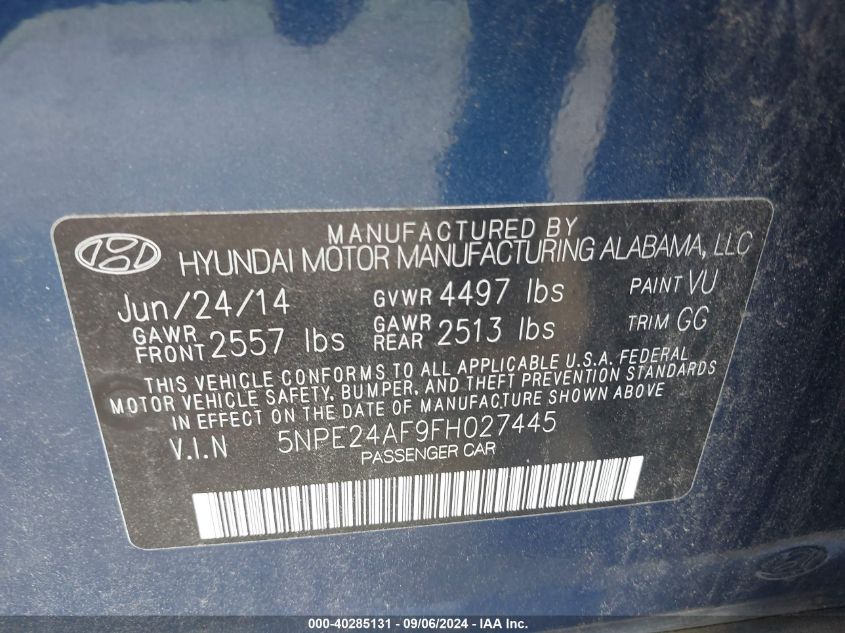 MANUFACTURED BY
HYUNDAI MOTOR MANUFACTURING ALABAMA, LLC
Jun/24/14 GVWR 4497 lbs PAINT VU
GAWR FRONT 2557 lbs GAWR REAR 2513 lbs TRIM GG
THIS VEHICLE CONFORMS TO ALL APPLICABLE U.S.A. FEDERAL
MOTOR VEHICLE SAFETY, BUMPER, AND THEFT PREVENTION STANDARDS
IN EFFECT ON THE DATE OF MANUFACTURE SHOWN ABOVE
V.I.N 5NPE24AF9FH027445
PASSENGER CAR
000-40285131 - 09/06/2024 - IAA Inc.